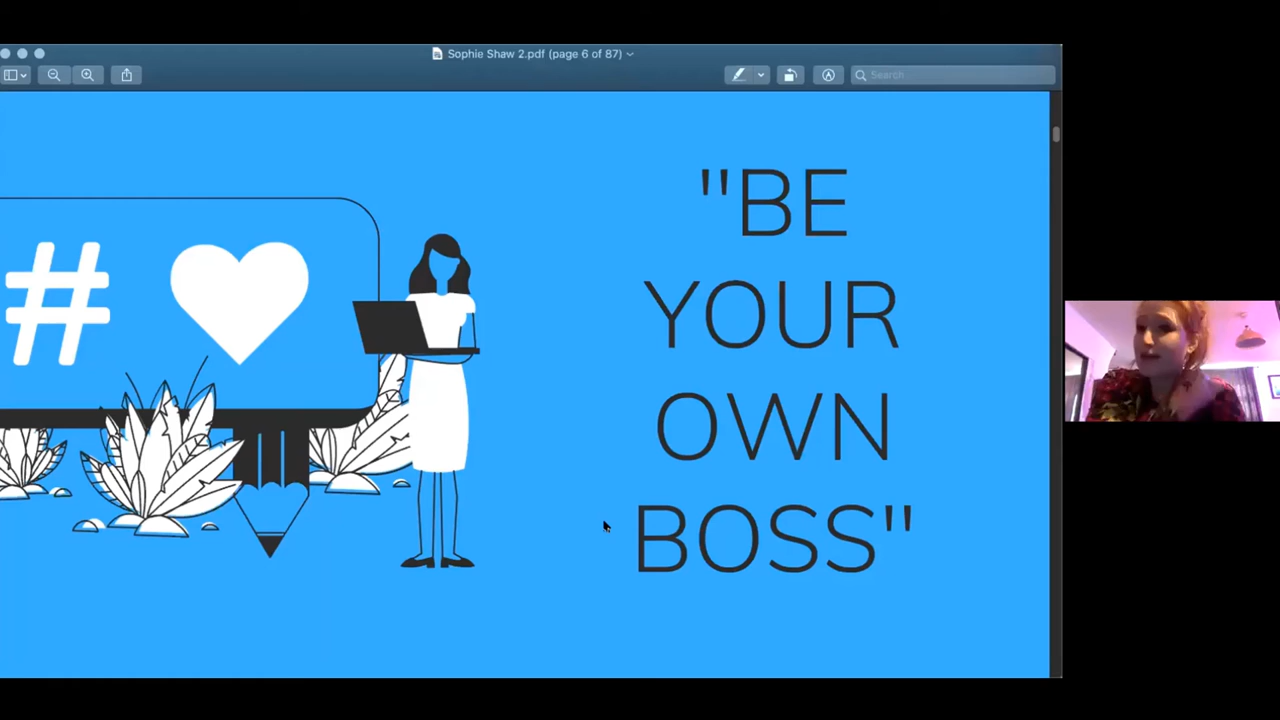 Sophie Shaw 2.pdf (page 6 of 87)
Search
#
"BE
YOUR
OWN
BOSS"